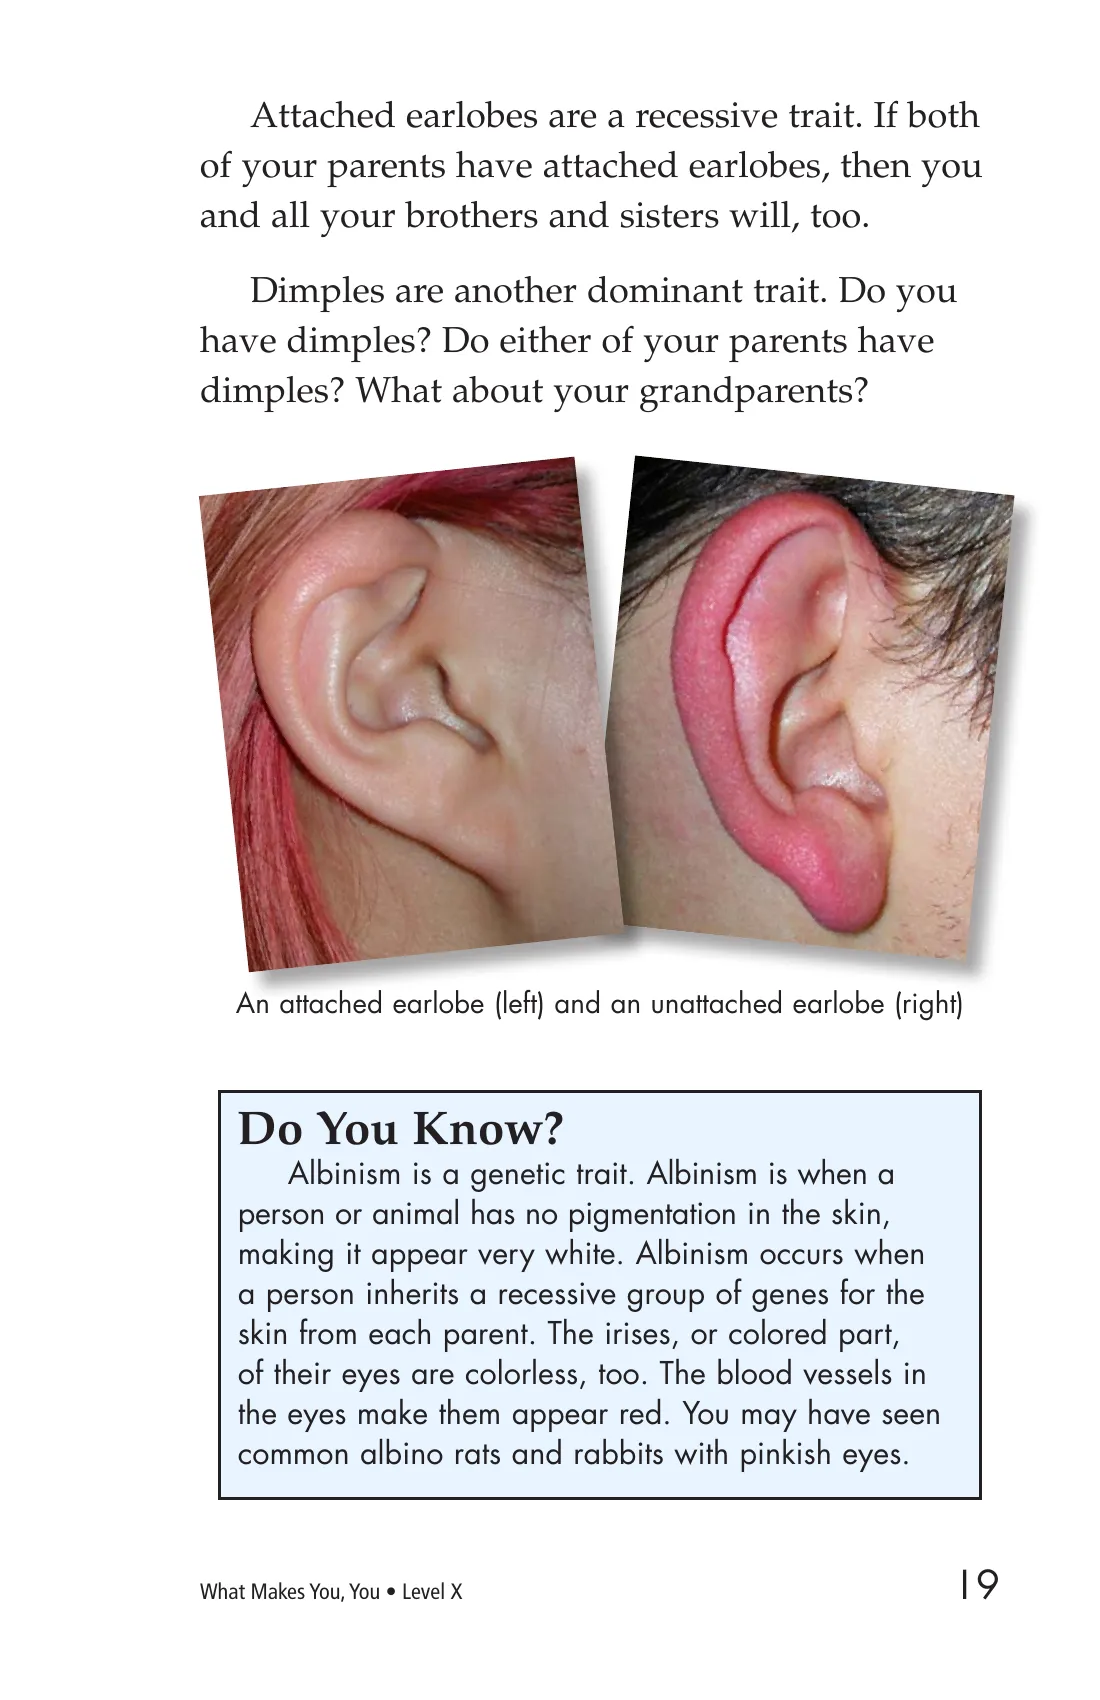 Attached earlobes are a recessive trait. If both
of your parents have attached earlobes, then you
and all your brothers and sisters will, too.
Dimples are another dominant trait. Do you
have dimples? Do either of your parents have
dimples? What about your grandparents?
An attached earlobe (left) and an unattached earlobe (right)
Do You Know?
Albinism is a genetic trait. Albinism is when a
person or animal has no pigmentation in the skin,
making it appear very white. Albinism occurs when
a person inherits a recessive group of genes for the
skin from each parent. The irises, or colored part,
of their eyes are colorless, too. The blood vessels in
the eyes make them appear red. You may have seen
common albino rats and rabbits with pinkish eyes.
What Makes You, You • Level X
19